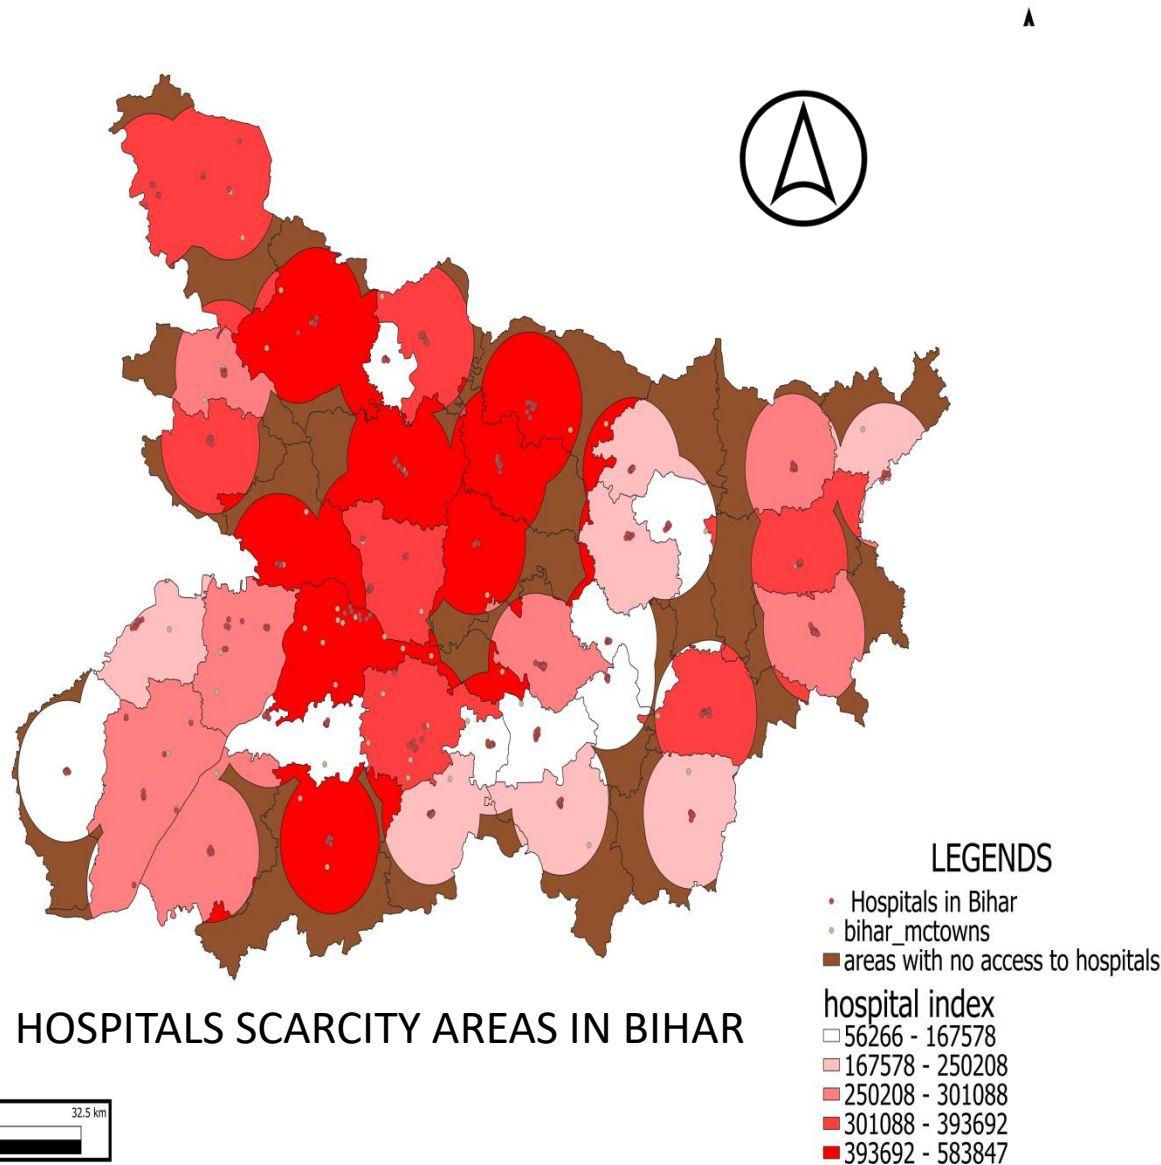 LEGENDS
Hospitals in Bihar
bihar_mctowns
areas with no access to hospitals
hospital index
56266 - 167578
167578 - 250208
250208 - 301088
301088 - 393692
393692 - 583847
HOSPITALS SCARCITY AREAS IN BIHAR
32.5 km